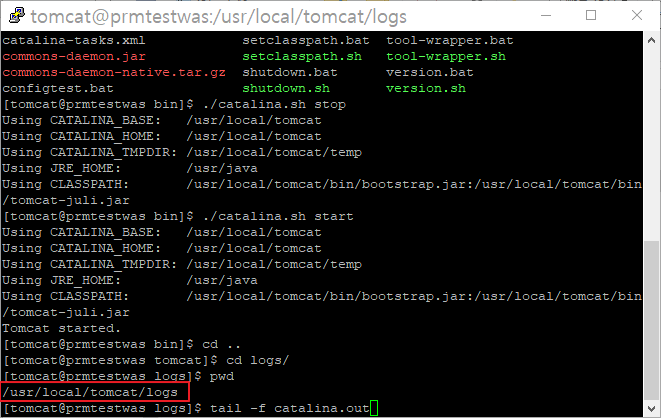 tomcat@prmtestwas:/usr/local/tomcat/logs
catalina-tasks.xml setclasspath.bat tool-wrapper.bat
commons-daemon.jar setclasspath.sh tool-wrapper.sh
commons-daemon-native.tar.gz shutdown.bat version.bat
configtest.bat shutdown.sh version.sh
[tomcat@prmtestwas bin]$ ./catalina.sh stop
Using CATALINA_BASE: /usr/local/tomcat
Using CATALINA_HOME: /usr/local/tomcat
Using CATALINA_TMPDIR: /usr/local/tomcat/temp
Using JRE_HOME: /usr/java
Using CLASSPATH: /usr/local/tomcat/bin/bootstrap.jar:/usr/local/tomcat/bin
/tomcat-juli.jar
[tomcat@prmtestwas bin]$ ./catalina.sh start
Using CATALINA_BASE: /usr/local/tomcat
Using CATALINA_HOME: /usr/local/tomcat
Using CATALINA_TMPDIR: /usr/local/tomcat/temp
Using JRE_HOME: /usr/java
Using CLASSPATH: /usr/local/tomcat/bin/bootstrap.jar:/usr/local/tomcat/bin
/tomcat-juli.jar
Tomcat started.
[tomcat@prmtestwas bin]$ cd ..
[tomcat@prmtestwas tomcat]$ cd logs/
[tomcat@prmtestwas logs]$ pwd
/usr/local/tomcat/logs
[tomcat@prmtestwas logs]$ tail -f catalina.out